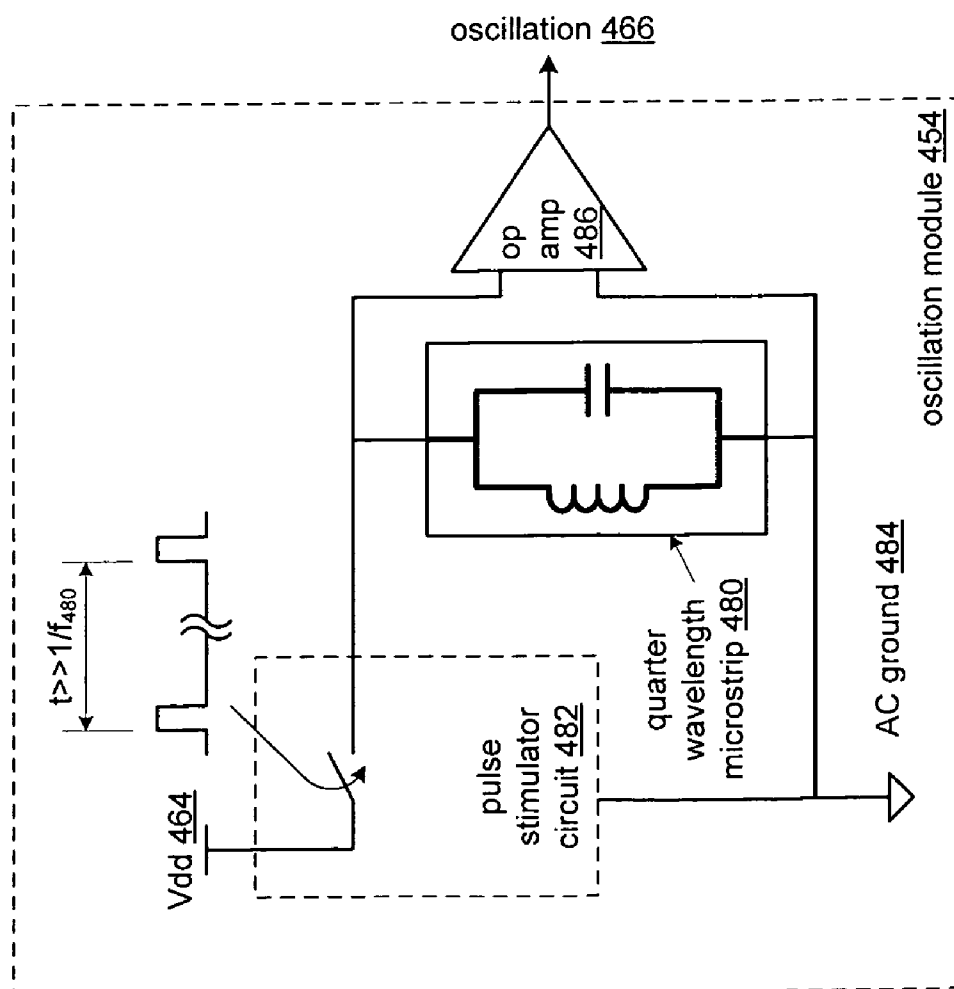 oscillation 466
t>>1/f480
Vdd 464
pulse
stimulator
circuit 482
quarter
wavelength
microstrip 480
op
amp
486
AC ground 484
oscillation module 454